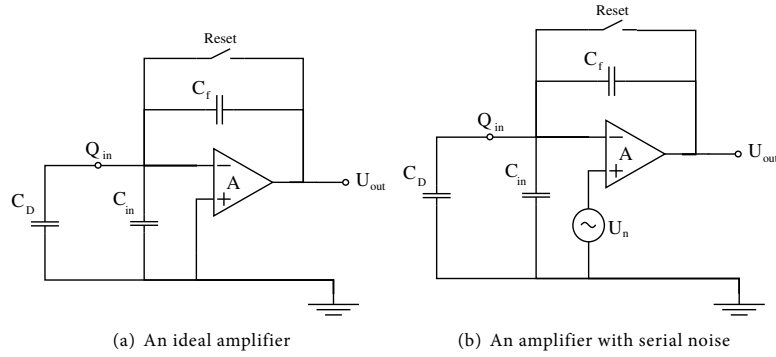 Reset
C_f
Q_in
A
U_out
C_D
C_in
(a) An ideal amplifier
Reset
C_f
Q_in
A
U_out
C_D
C_in
U_n
(b) An amplifier with serial noise